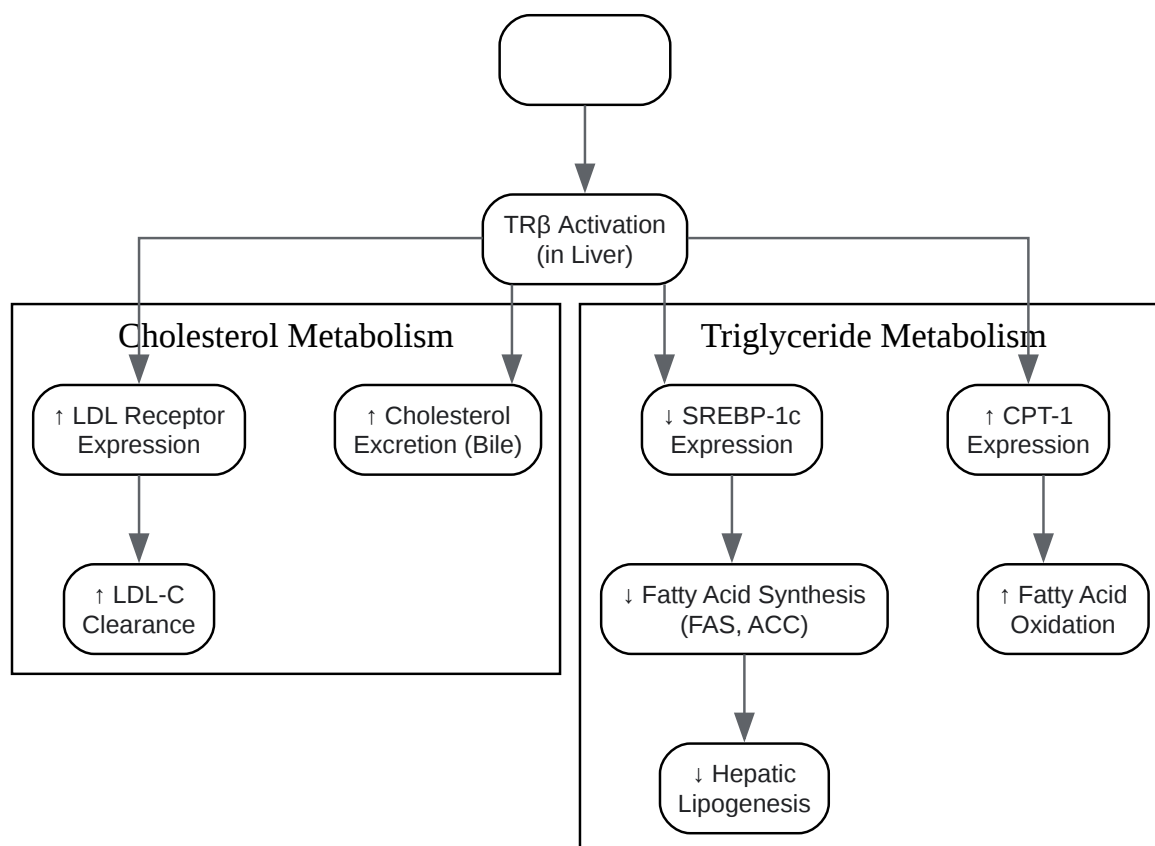 TRβ Activation
(in Liver)
Cholesterol Metabolism
Triglyceride Metabolism
↑ LDL Receptor
Expression
↑ Cholesterol
Excretion (Bile)
↓ SREBP-1c
Expression
↑ CPT-1
Expression
↑ LDL-C
Clearance
↓ Fatty Acid Synthesis
(FAS, ACC)
↑ Fatty Acid
Oxidation
↓ Hepatic
Lipogenesis